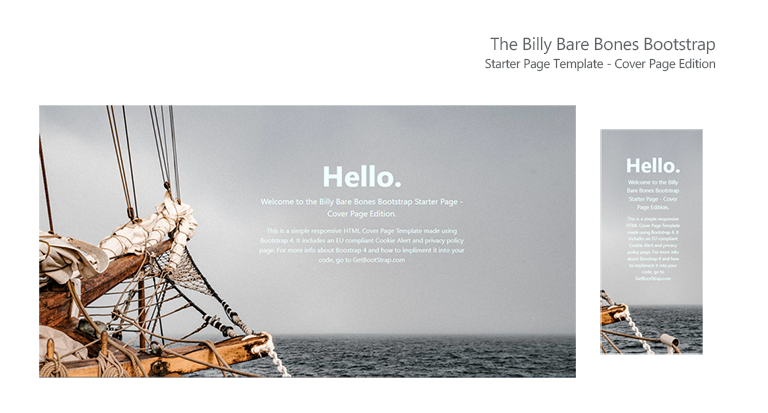 The Billy Bare Bones Bootstrap
Starter Page Template - Cover Page Edition
Hello.
Welcome to the Billy Bare Bones Bootstrap Starter Page -
Cover Page Edition.
This is a simple responsive HTML Cover Page Template made using
Bootstrap 4. It includes an EU compliant Cookie Alert and privacy policy
page. For more info about Boostrap 4 and how to impliment it into your
code, go to GetBootStrap.com
Hello.
Welcome to the Billy
Bare Bones Bootstrap
Starter Page - Cover
Page Edition.
This is a simple responsive
HTML Cover Page Template
made using Bootstrap 4. It
includes an EU compliant
Cookie Alert and privacy
policy page. For more info
about Boostrap 4 and how
to impliment it into your
code, go to
GetBootStrap.com